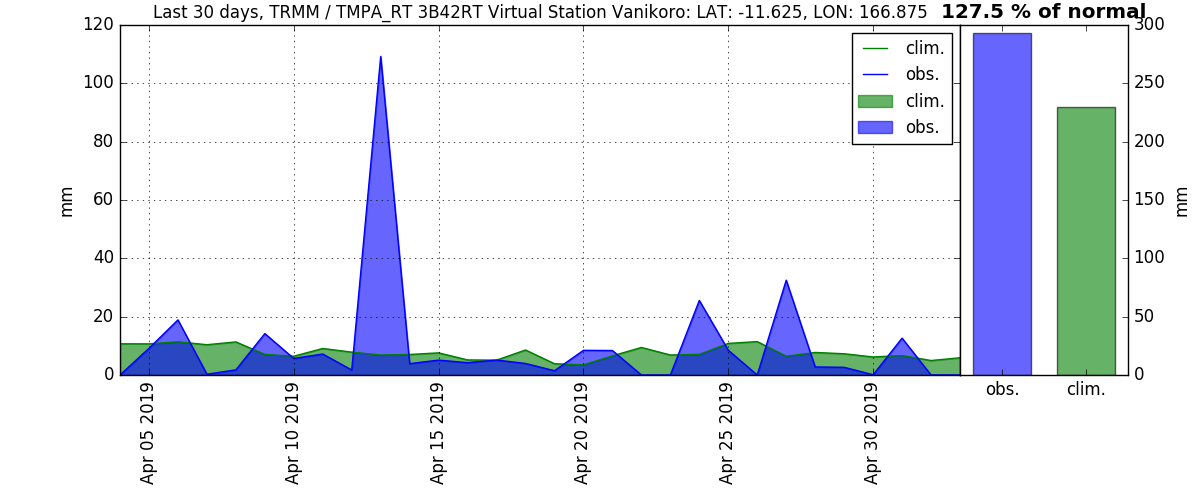 Last 30 days, TRMM / TMPA_RT 3B42RT Virtual Station Vanikoro: LAT: -11.625, LON: 166.875 127.5 % of normal
120
100
80
60
40
20
0
mm
clim.
obs.
clim.
obs.
Apr 05 2019
Apr 10 2019
Apr 15 2019
Apr 20 2019
Apr 25 2019
Apr 30 2019
300
250
200
150
100
50
0
mm
obs. clim.